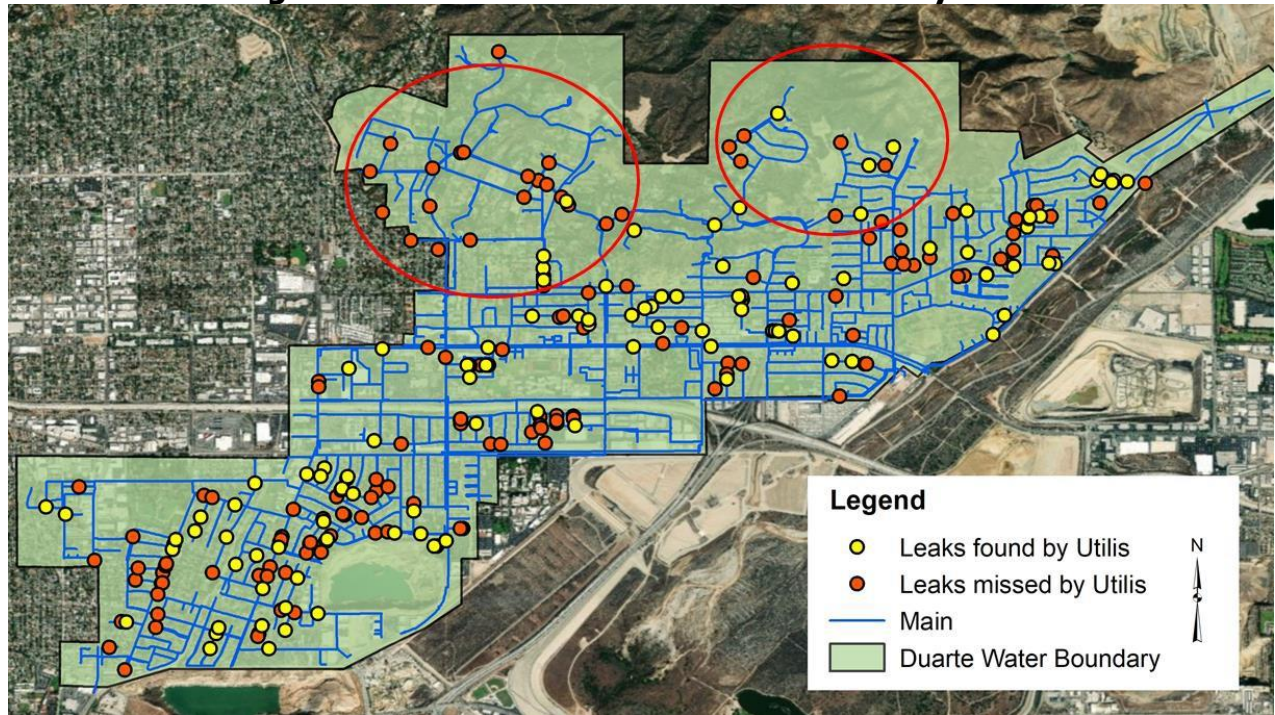 Legend
Leaks found by Utilis
Leaks missed by Utilis
N
Main
Duarte Water Boundary